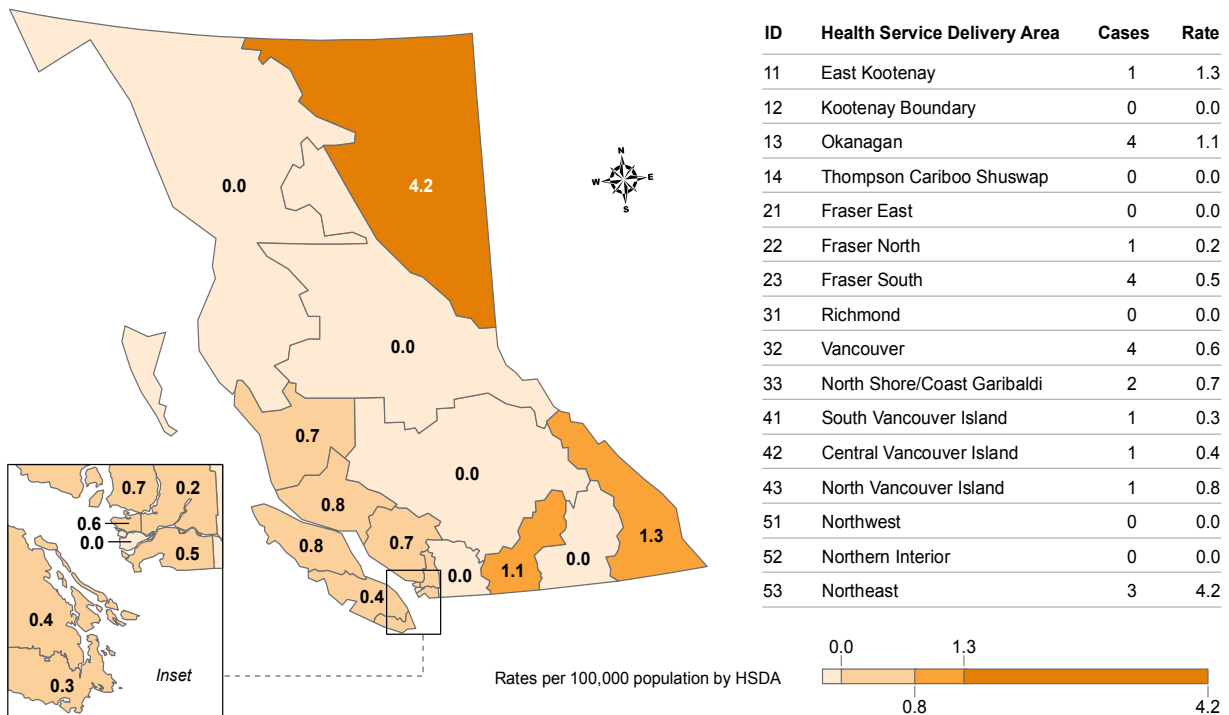 ID Health Service Delivery Area Cases Rate
11 East Kootenay 1 1.3
12 Kootenay Boundary 0 0.0
13 Okanagan 4 1.1
14 Thompson Cariboo Shuswap 0 0.0
21 Fraser East 0 0.0
22 Fraser North 1 0.2
23 Fraser South 4 0.5
31 Richmond 0 0.0
32 Vancouver 4 0.6
33 North Shore/Coast Garibaldi 2 0.7
41 South Vancouver Island 1 0.3
42 Central Vancouver Island 1 0.4
43 North Vancouver Island 1 0.8
51 Northwest 0 0.0
52 Northern Interior 0 0.0
53 Northeast 3 4.2
N
W E
S
0.0
4.2
0.0
0.7
0.0
0.8
0.8
0.7
1.3
0.0
1.1
0.0
0.4
0.7 0.2
0.6
0.0
0.5
0.4
0.3
Inset
Rates per 100,000 population by HSDA
0.0 1.3
0.8 4.2